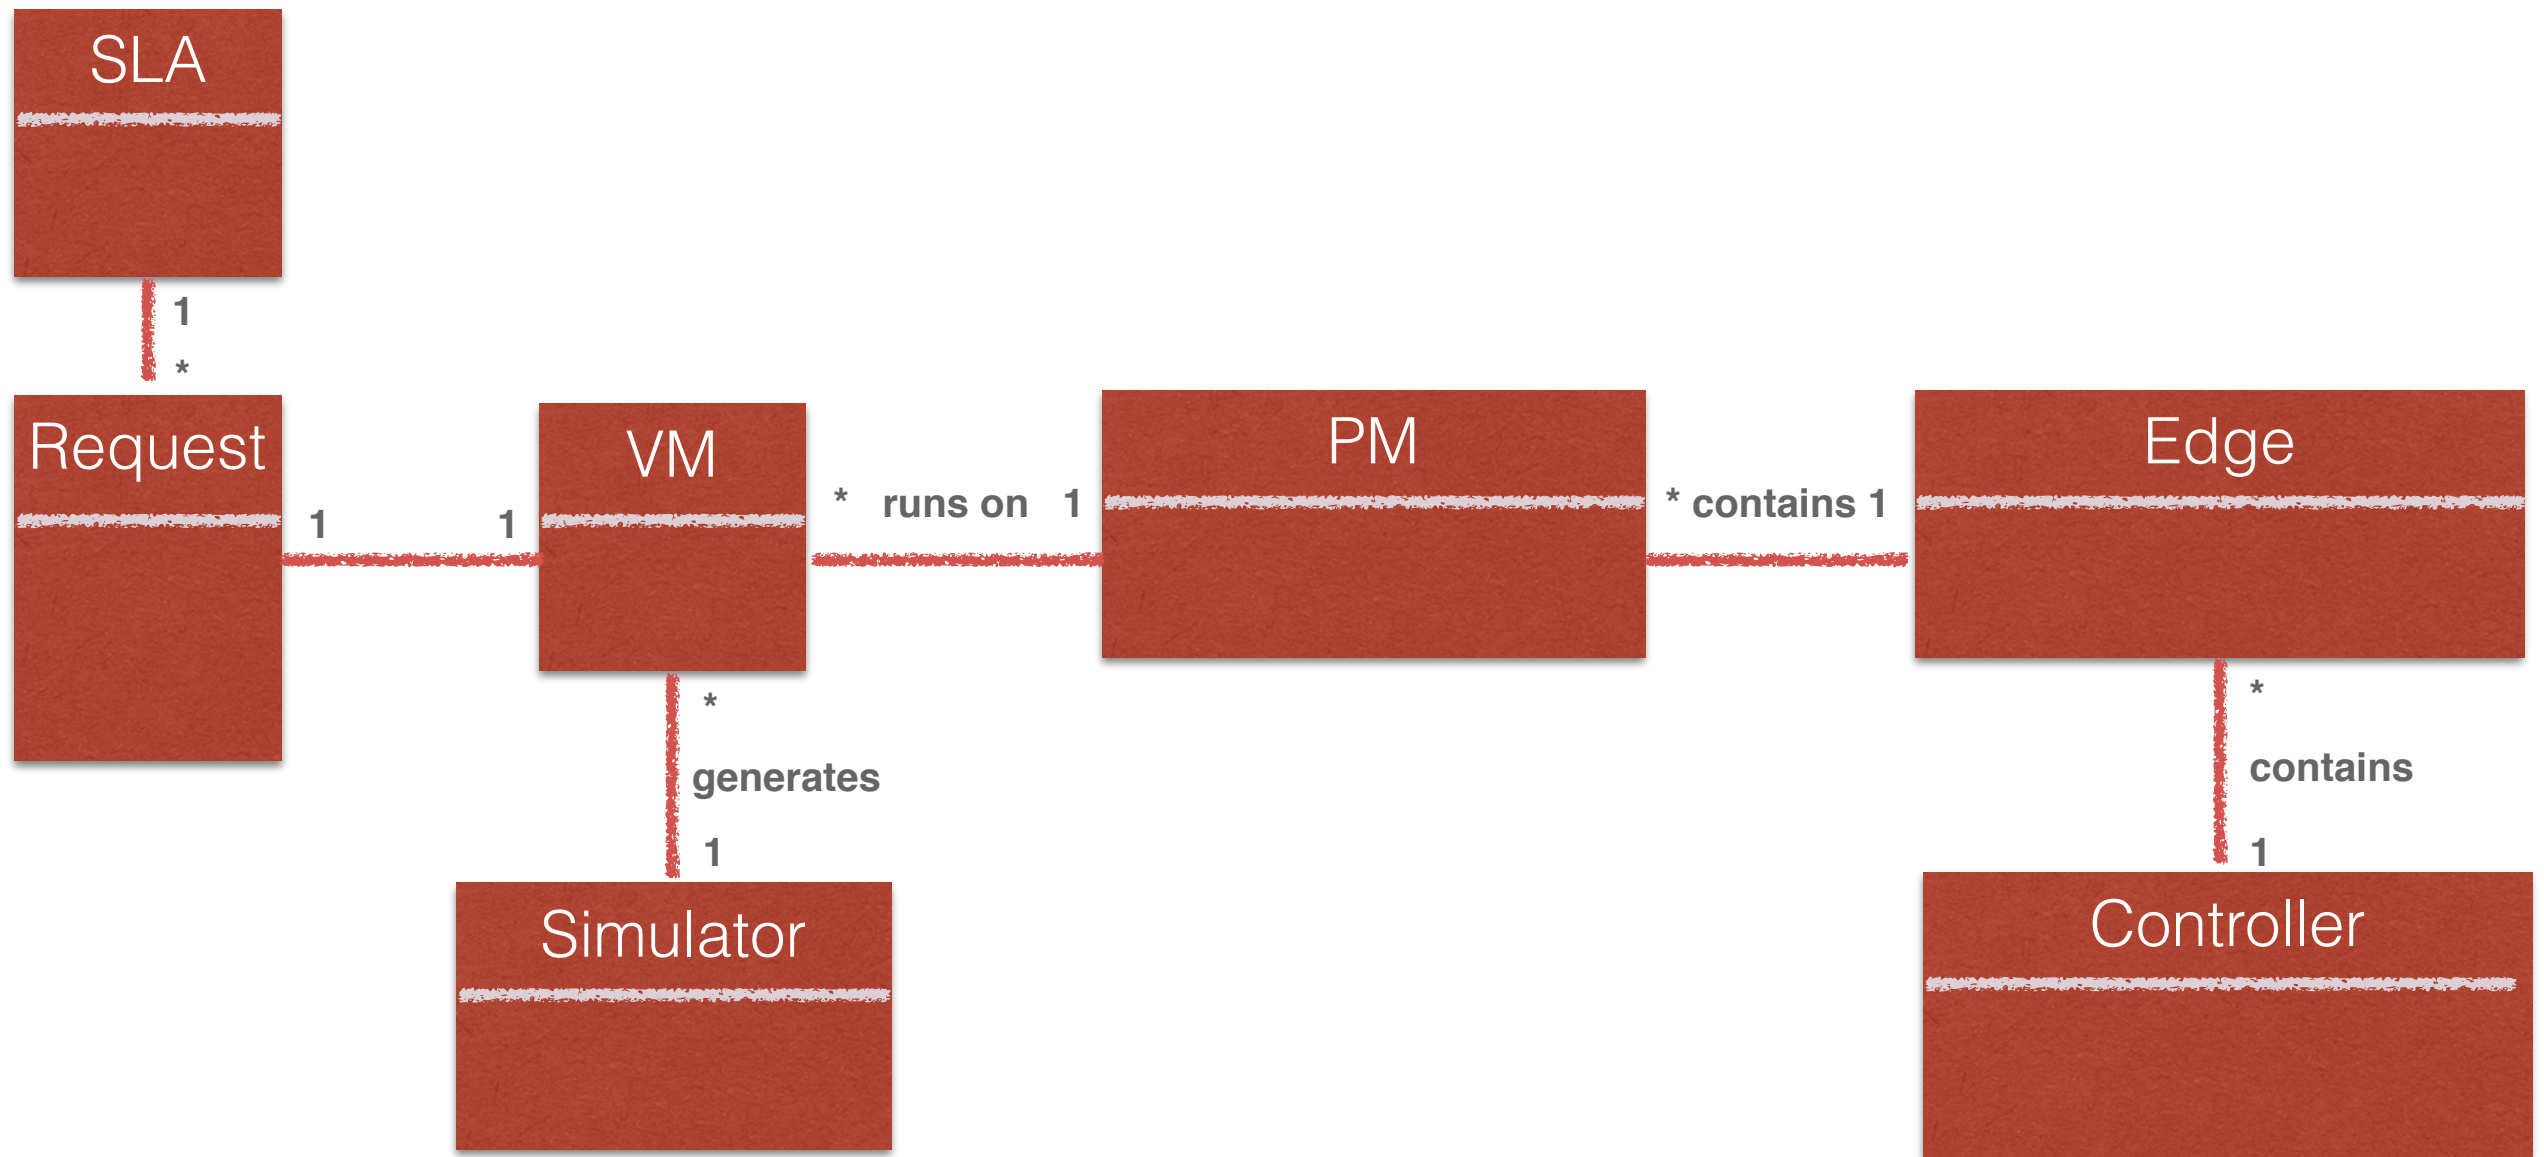 SLA
1
*
Request
1 1
VM
* runs on 1
PM
* contains 1
Edge
*
generates
1
Simulator
*
contains
1
Controller